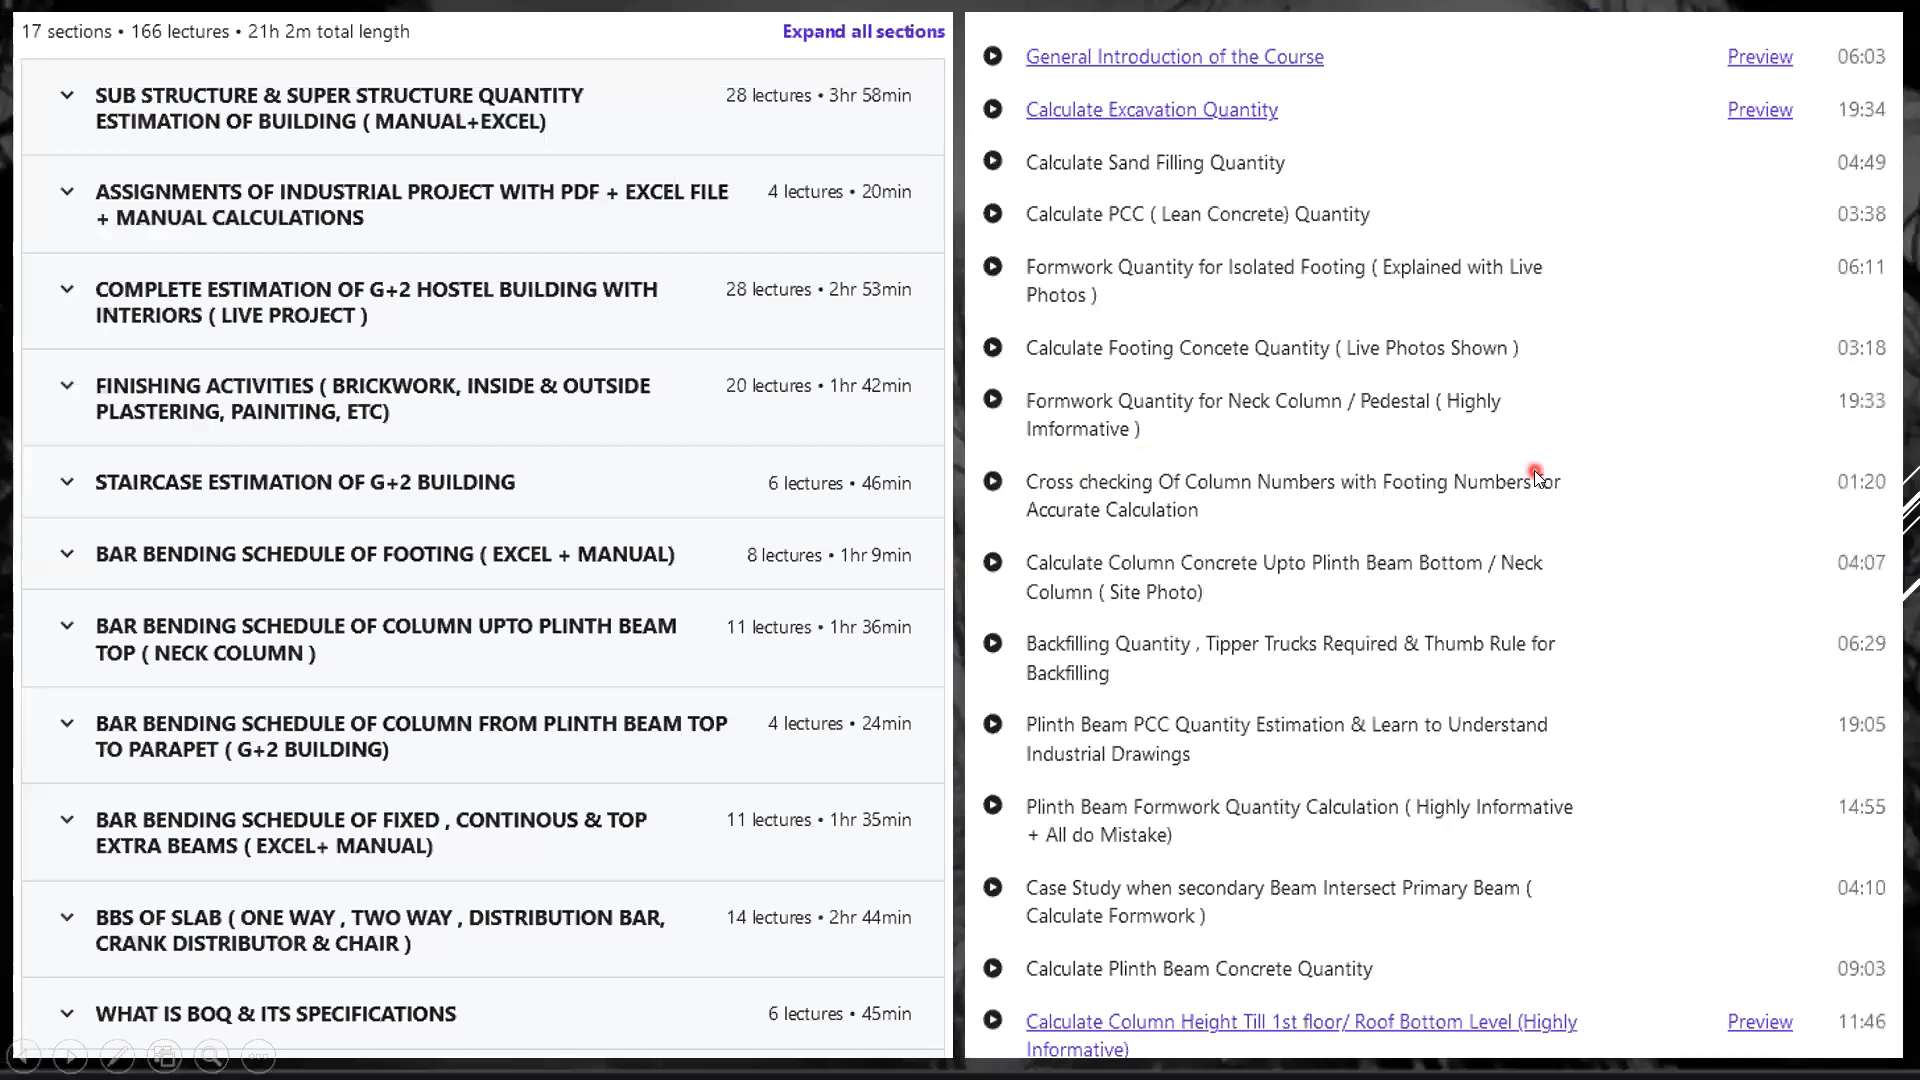 17 sections • 166 lectures • 21h 2m total length
Expand all sections
SUB STRUCTURE & SUPER STRUCTURE QUANTITY
ESTIMATION OF BUILDING ( MANUAL+EXCEL)
28 lectures • 3hr 58min
ASSIGNMENTS OF INDUSTRIAL PROJECT WITH PDF + EXCEL FILE
+ MANUAL CALCULATIONS
4 lectures • 20min
COMPLETE ESTIMATION OF G+2 HOSTEL BUILDING WITH
INTERIORS ( LIVE PROJECT )
28 lectures • 2hr 53min
FINISHING ACTIVITIES ( BRICKWORK, INSIDE & OUTSIDE
PLASTERING, PAINITING, ETC)
20 lectures • 1hr 42min
STAIRCASE ESTIMATION OF G+2 BUILDING
6 lectures • 46min
BAR BENDING SCHEDULE OF FOOTING ( EXCEL + MANUAL)
8 lectures • 1hr 9min
BAR BENDING SCHEDULE OF COLUMN UPTO PLINTH BEAM
TOP ( NECK COLUMN )
11 lectures • 1hr 36min
BAR BENDING SCHEDULE OF COLUMN FROM PLINTH BEAM TOP
TO PARAPET ( G+2 BUILDING)
4 lectures • 24min
BAR BENDING SCHEDULE OF FIXED , CONTINOUS & TOP
EXTRA BEAMS ( EXCEL+ MANUAL)
11 lectures • 1hr 35min
BBS OF SLAB ( ONE WAY , TWO WAY , DISTRIBUTION BAR,
CRANK DISTRIBUTOR & CHAIR )
14 lectures • 2hr 44min
WHAT IS BOQ & ITS SPECIFICATIONS
6 lectures • 45min
General Introduction of the Course
Preview
06:03
Calculate Excavation Quantity
Preview
19:34
Calculate Sand Filling Quantity
04:49
Calculate PCC ( Lean Concrete) Quantity
03:38
Formwork Quantity for Isolated Footing ( Explained with Live
Photos )
06:11
Calculate Footing Concete Quantity ( Live Photos Shown )
03:18
Formwork Quantity for Neck Column / Pedestal ( Highly
Imformative )
19:33
Cross checking Of Column Numbers with Footing Numbers for
Accurate Calculation
01:20
Calculate Column Concrete Upto Plinth Beam Bottom / Neck
Column ( Site Photo)
04:07
Backfilling Quantity , Tipper Trucks Required & Thumb Rule for
Backfilling
06:29
Plinth Beam PCC Quantity Estimation & Learn to Understand
Industrial Drawings
19:05
Plinth Beam Formwork Quantity Calculation ( Highly Informative
+ All do Mistake)
14:55
Case Study when secondary Beam Intersect Primary Beam (
Calculate Formwork )
04:10
Calculate Plinth Beam Concrete Quantity
09:03
Calculate Column Height Till 1st floor/ Roof Bottom Level (Highly
Informative)
Preview
11:46